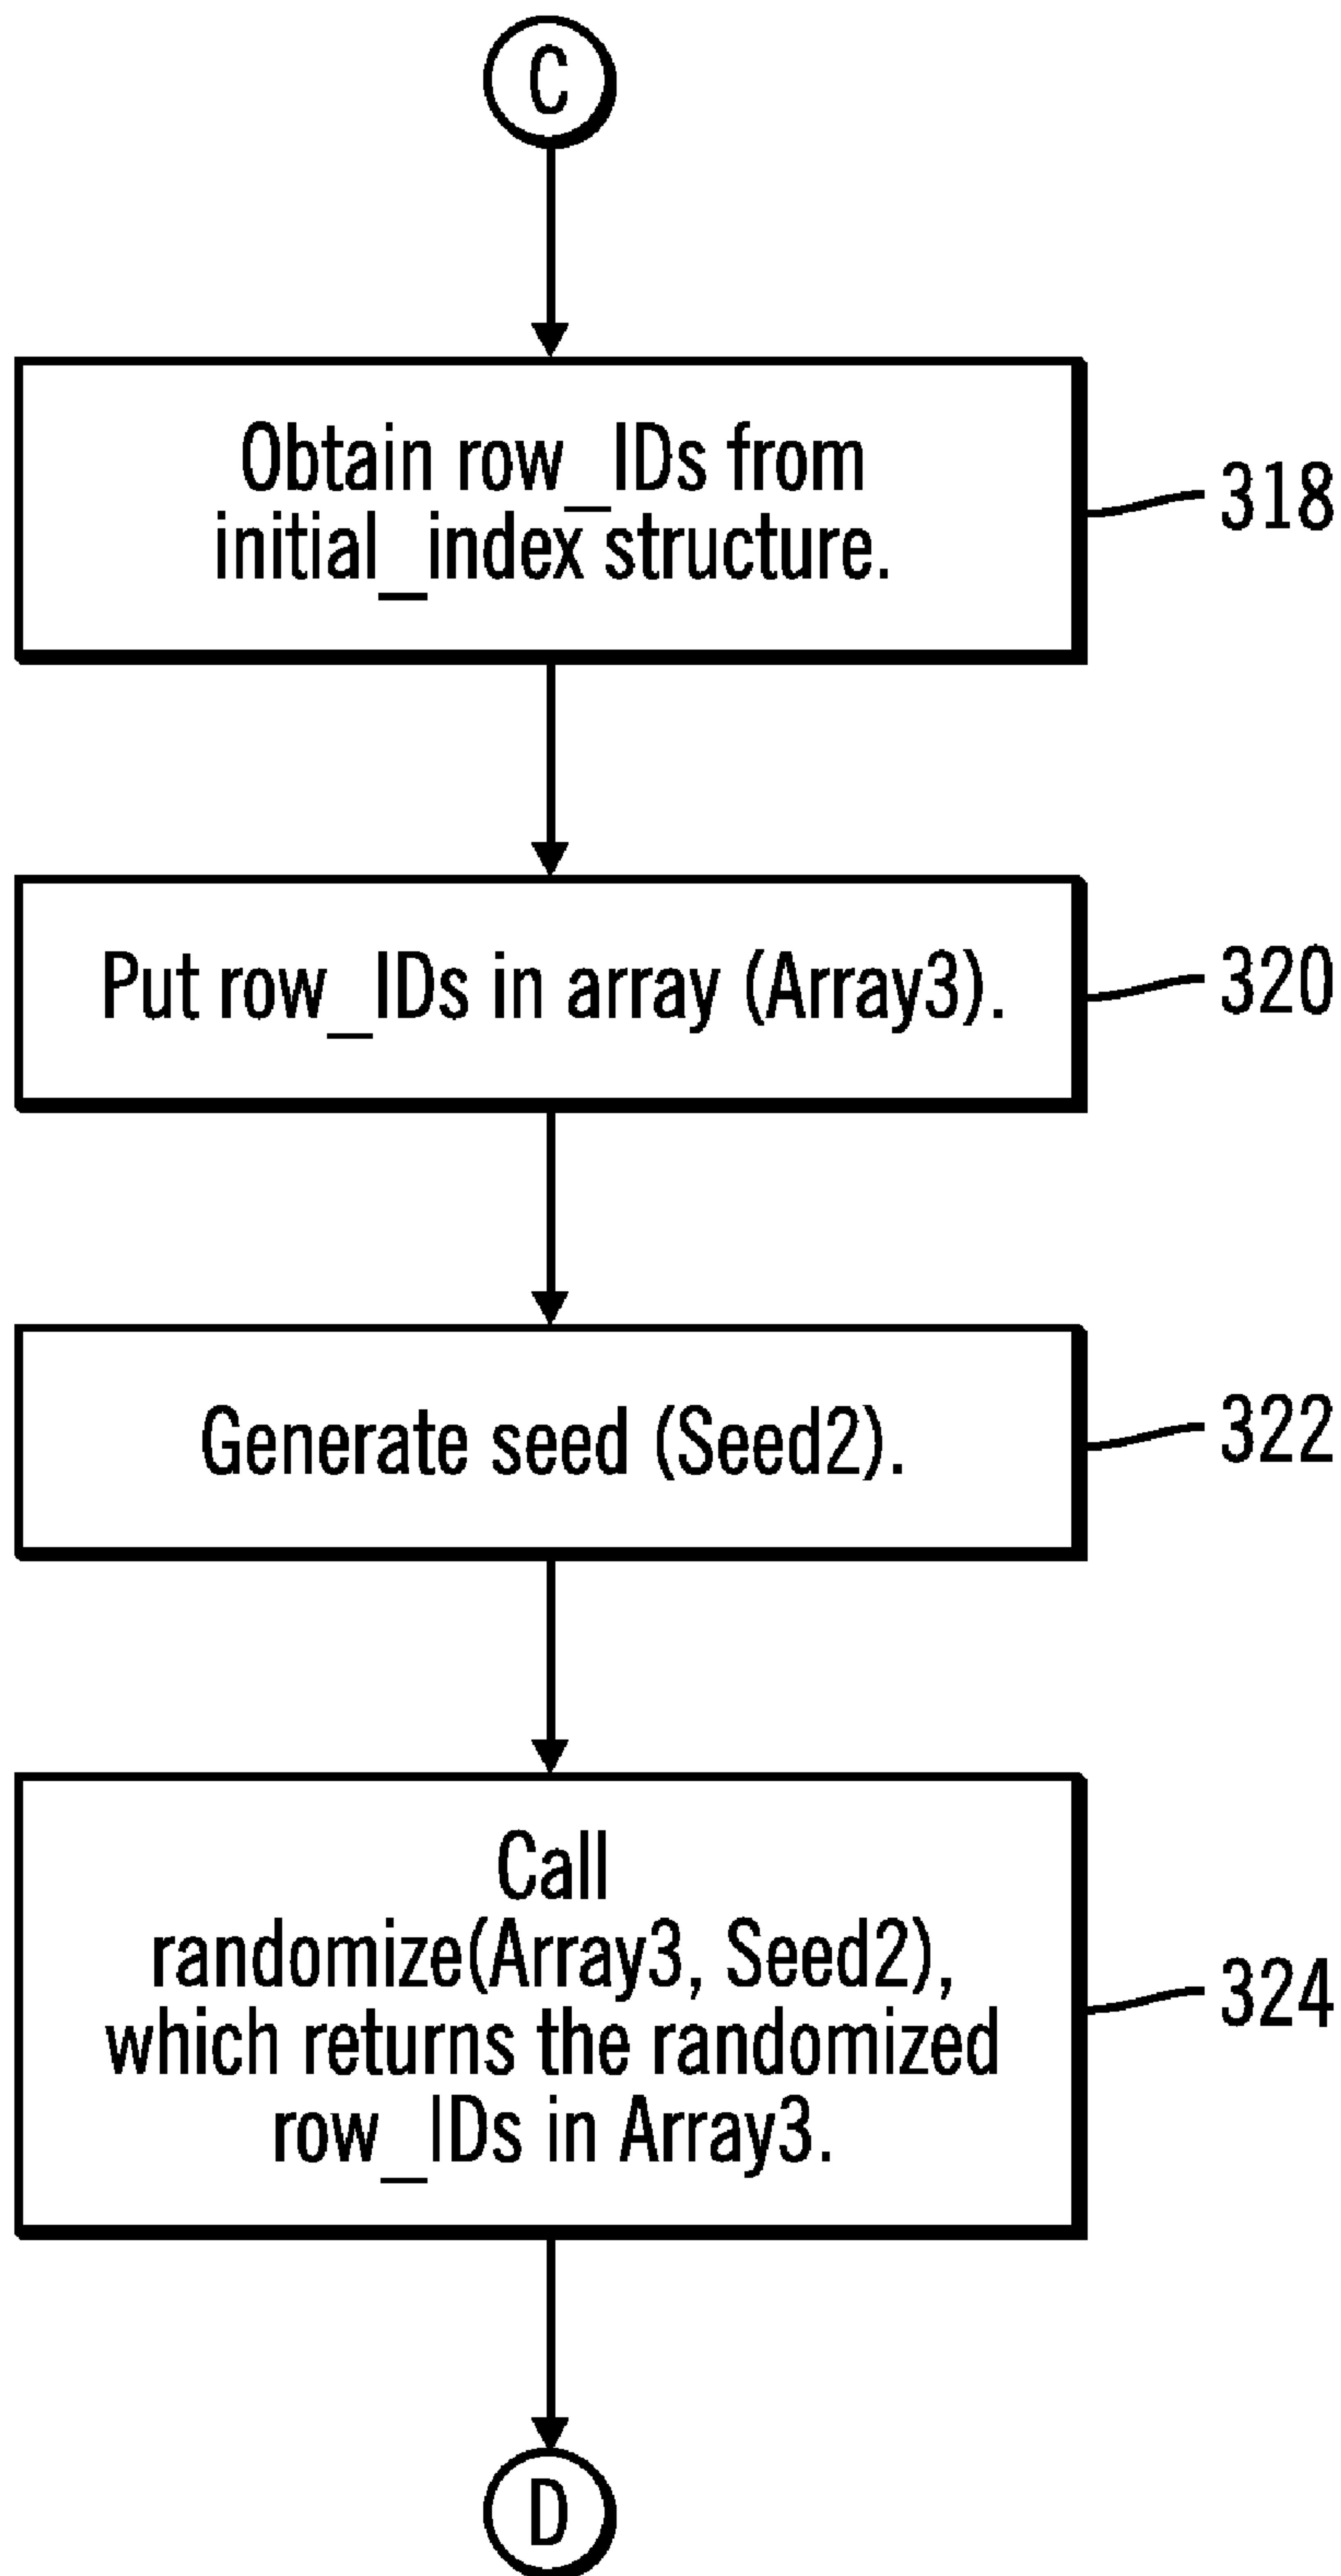 C
Obtain row_IDs from
initial_index structure.
318
Put row_IDs in array (Array3).
320
Generate seed (Seed2).
322
Call
randomize(Array3, Seed2),
which returns the randomized
row_IDs in Array3.
324
D